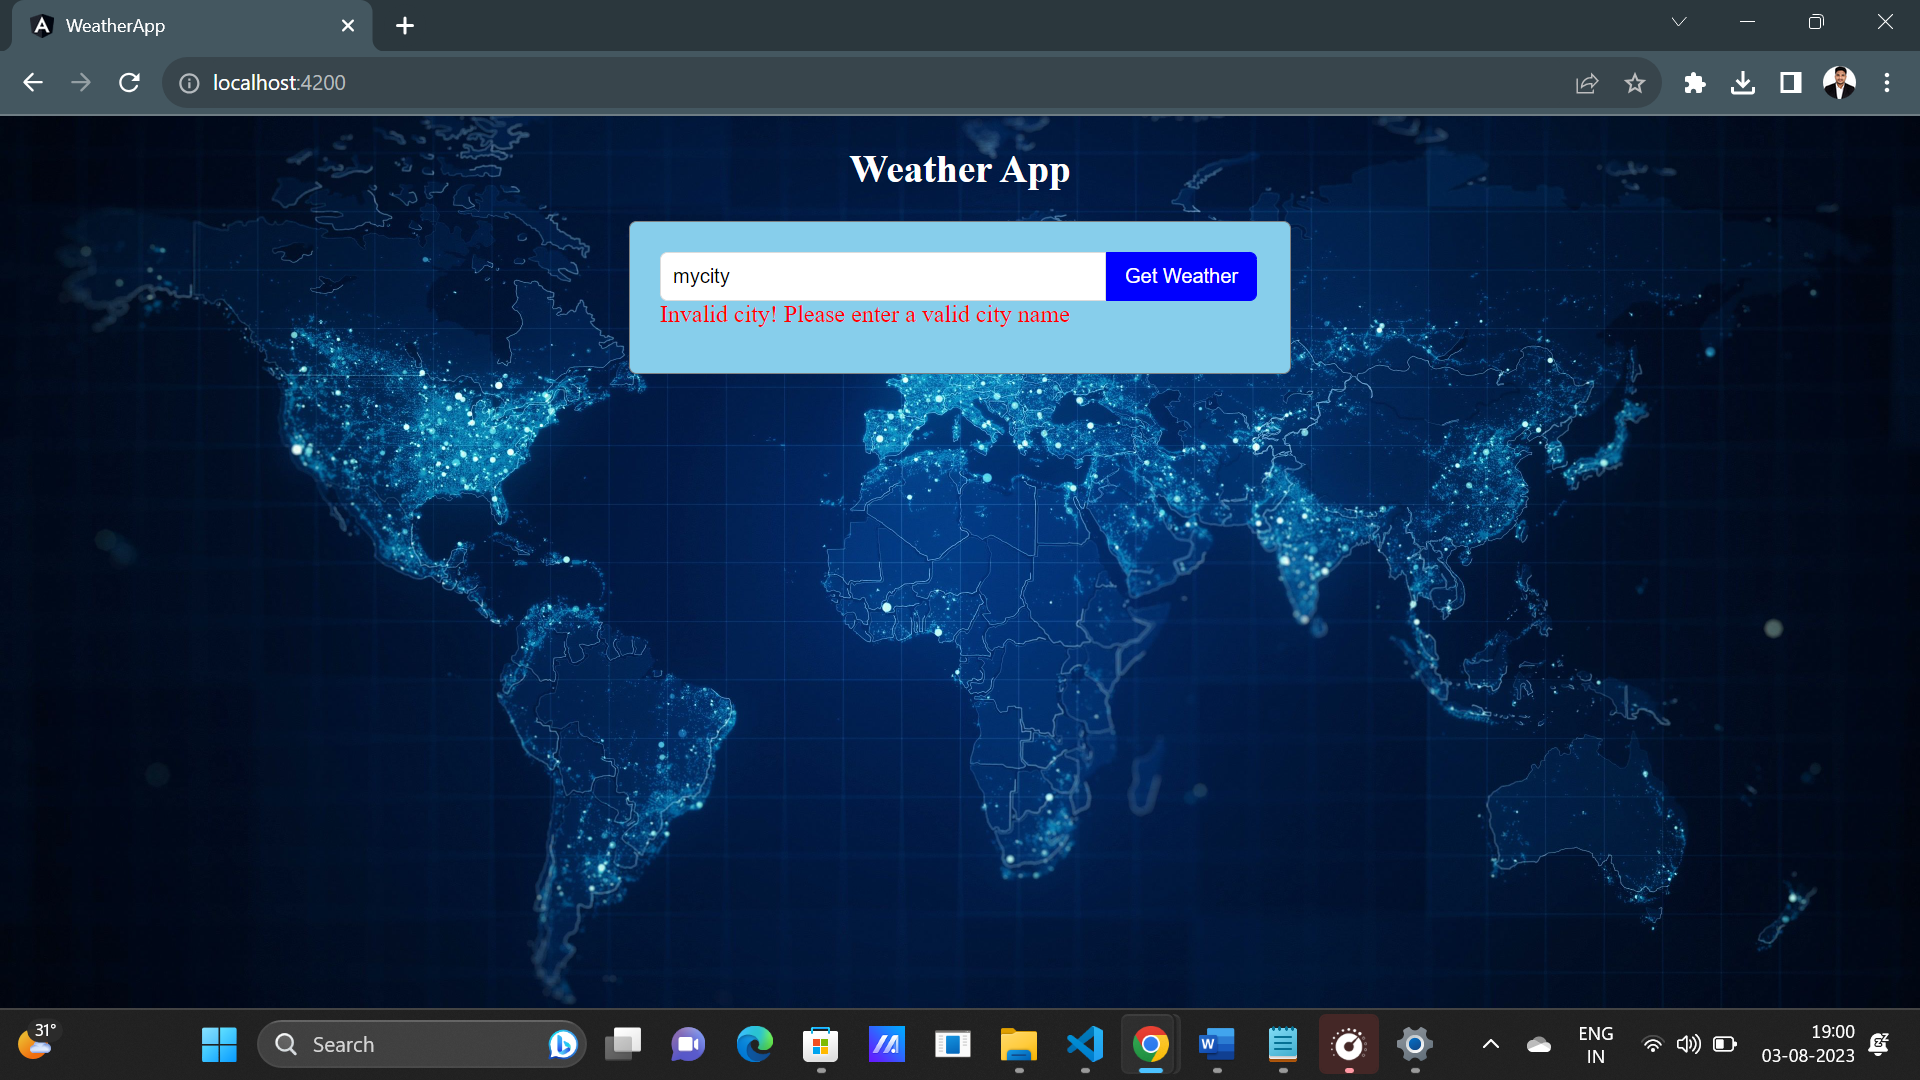 WeatherApp
localhost:4200
Weather App
mycity
Get Weather
Invalid city! Please enter a valid city name
31°
Search
ENG
IN
19:00
03-08-2023